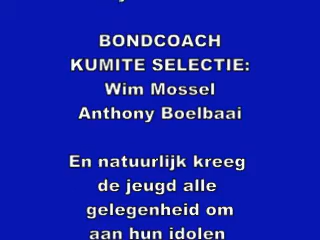 BONDCOACH
KUMITE SELECTIE:
Wim Mossel
Anthony Boelbaai
En natuurlijk kreeg
de jeugd alle
gelegenheid om
aan hun idolen